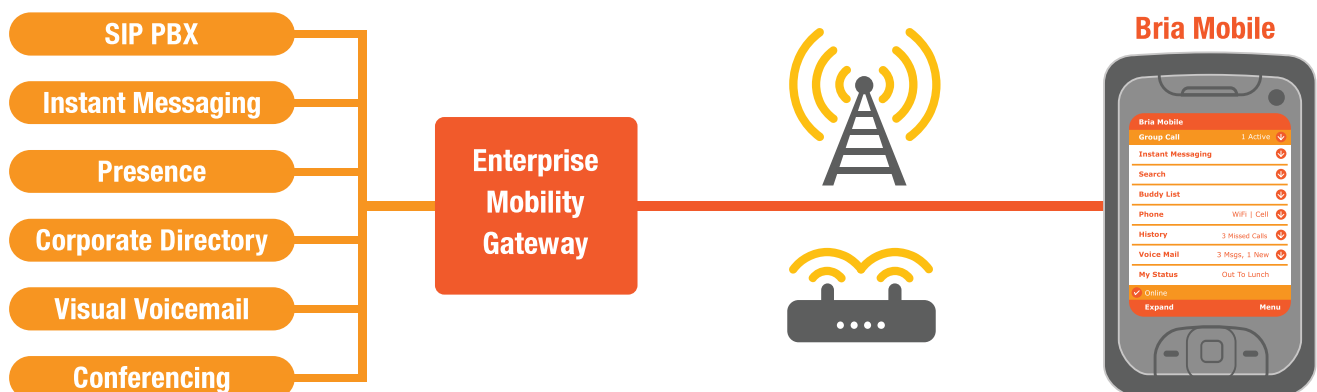 SIP PBX
Instant Messaging
Presence
Corporate Directory
Visual Voicemail
Conferencing
Enterprise
Mobility
Gateway
Bria Mobile
Bria Mobile
Group Call 1 Active
Instant Messaging
Search
Buddy List
Phone WiFi | Cell
History 3 Missed Calls
Voice Mail 3 Msgs, 1 New
My Status Out To Lunch
Online
Expand Menu